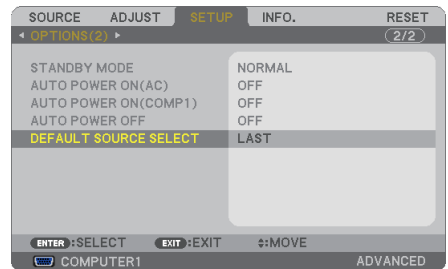 SOURCE ADJUST SETUP INFO. RESET
OPTIONS(2) 2/2
STANDBY MODE NORMAL
AUTO POWER ON(AC) OFF
AUTO POWER ON(COMP1) OFF
AUTO POWER OFF OFF
DEFAULT SOURCE SELECT LAST
ENTER:SELECT EXIT:EXIT :MOVE
COMPUTER1 ADVANCED